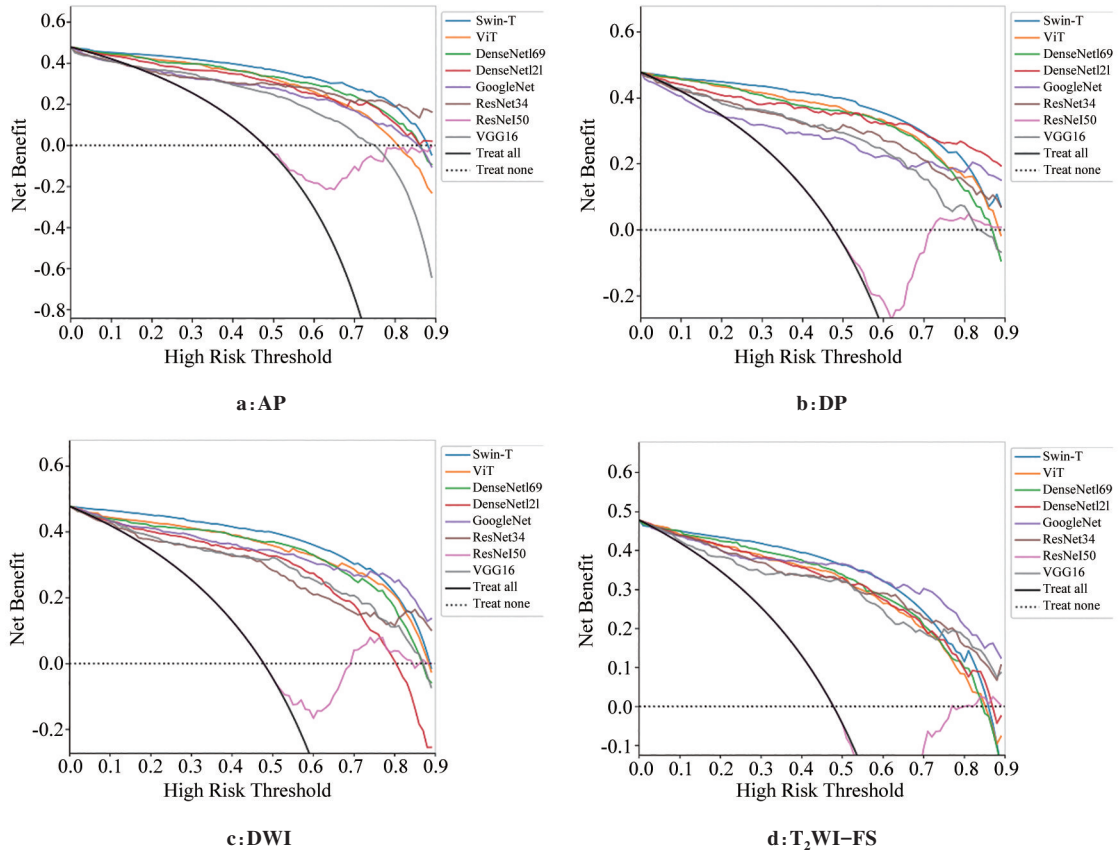 0.6
0.4
0.2
0.0
-0.2
-0.4
-0.6
-0.8
Net Benefit
0.0 0.1 0.2 0.3 0.4 0.5 0.6 0.7 0.8 0.9
High Risk Threshold
Swin-T
ViT
DenseNetl69
DenseNetl2l
GoogleNet
ResNet34
ResNeI50
VGG16
Treat all
Treat none
a:AP
0.6
0.4
0.2
0.0
-0.2
Net Benefit
0.0 0.1 0.2 0.3 0.4 0.5 0.6 0.7 0.8 0.9
High Risk Threshold
Swin-T
ViT
DenseNetl69
DenseNetl2l
GoogleNet
ResNet34
ResNeI50
VGG16
Treat all
Treat none
b:DP
0.6
0.4
0.2
0.0
-0.2
Net Benefit
0.0 0.1 0.2 0.3 0.4 0.5 0.6 0.7 0.8 0.9
High Risk Threshold
Swin-T
ViT
DenseNetl69
DenseNetl2l
GoogleNet
ResNet34
ResNeI50
VGG16
Treat all
Treat none
c:DWI
0.6
0.5
0.4
0.3
0.2
0.1
0.0
-0.1
Net Benefit
0.0 0.1 0.2 0.3 0.4 0.5 0.6 0.7 0.8 0.9
High Risk Threshold
Swin-T
ViT
DenseNetl69
DenseNetl2l
GoogleNet
ResNet34
ResNeI50
VGG16
Treat all
Treat none
d:T₂WI-FS